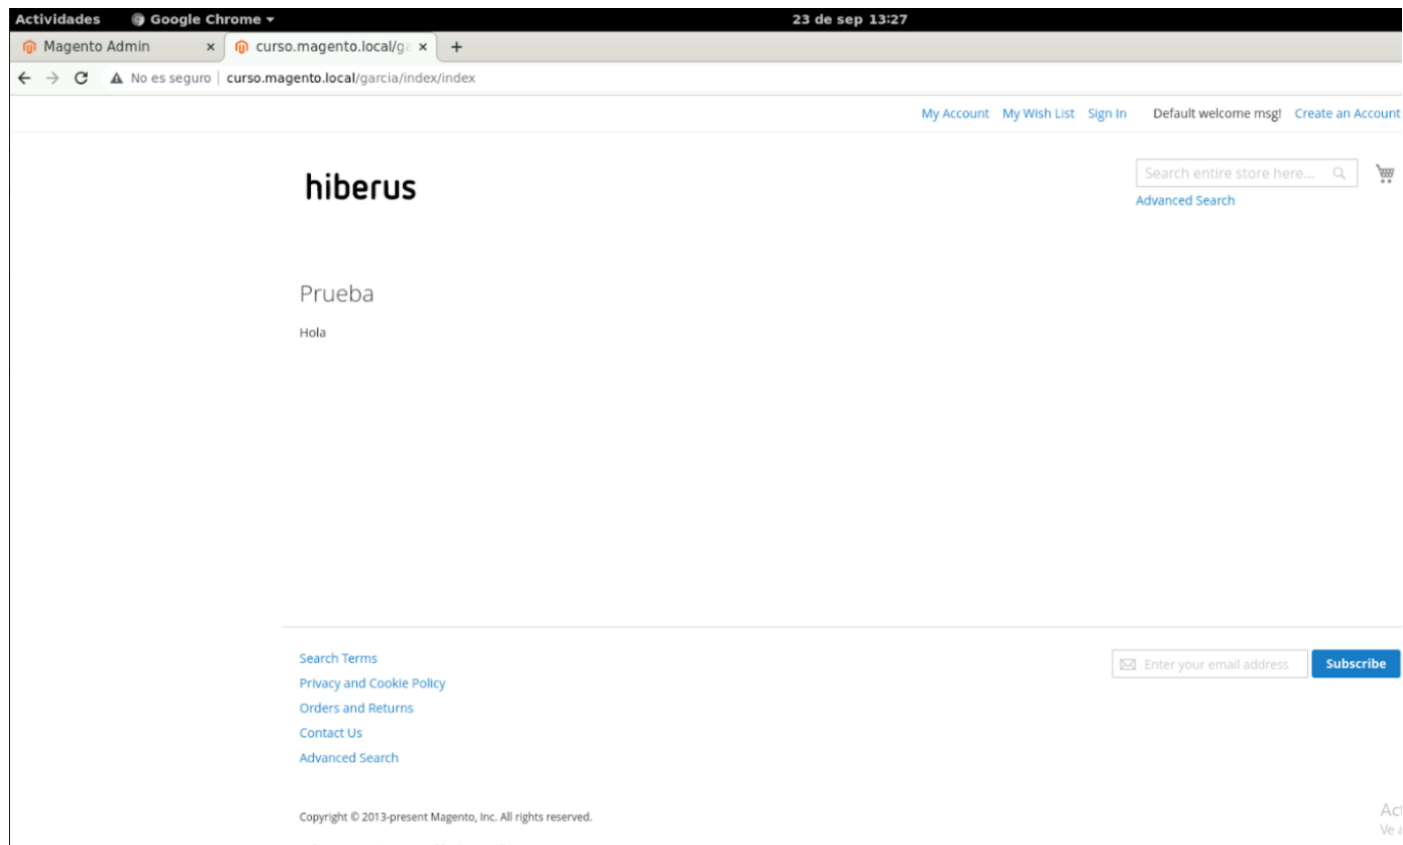 Actividades Google Chrome 23 de sep 13:27
Magento Admin × curso.magento.local/ga × +
No es seguro | curso.magento.local/garcia/index/index
My Account My Wish List Sign In Default welcome msg! Create an Account
hiberus
Search entire store here...
Advanced Search
Prueba
Hola
Search Terms
Enter your email address Subscribe
Privacy and Cookie Policy
Orders and Returns
Contact Us
Advanced Search
Copyright © 2013-present Magento, Inc. All rights reserved.